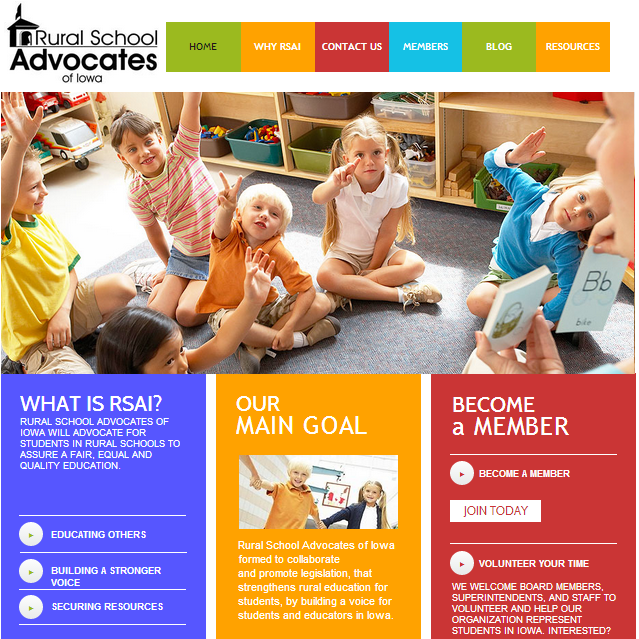 Rural School
Advocates
of Iowa
HOME
WHY RSAI
CONTACT US
MEMBERS
BLOG
RESOURCES
Bb
bike
WHAT IS RSAI?
RURAL SCHOOL ADVOCATES OF
IOWA WILL ADVOCATE FOR
STUDENTS IN RURAL SCHOOLS TO
ASSURE A FAIR, EQUAL AND
QUALITY EDUCATION.
EDUCATING OTHERS
BUILDING A STRONGER
VOICE
SECURING RESOURCES
OUR
MAIN GOAL
Rural School Advocates of Iowa
formed to collaborate
and promote legislation, that
strengthens rural education for
students, by building a voice for
students and educators in Iowa.
BECOME
a MEMBER
BECOME A MEMBER
JOIN TODAY
VOLUNTEER YOUR TIME
WE WELCOME BOARD MEMBERS,
SUPERINTENDENTS, AND STAFF TO
VOLUNTEER AND HELP OUR
ORGANIZATION REPRESENT
STUDENTS IN IOWA. INTERESTED?